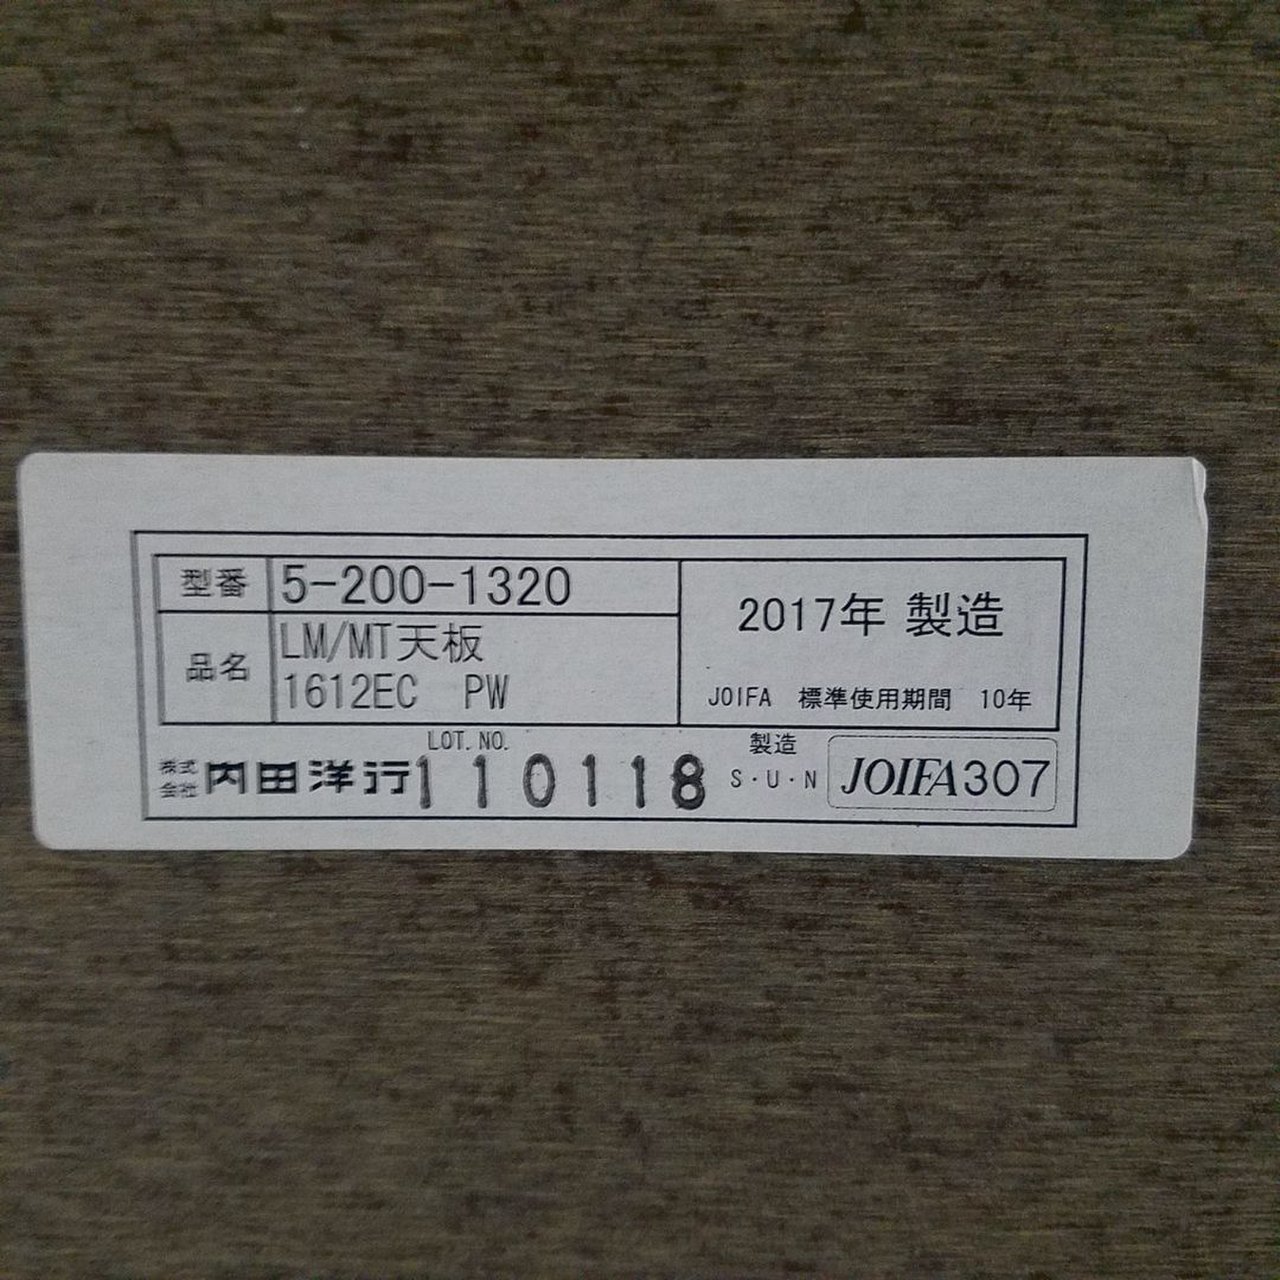 型番 5-200-1320
品名 LM/MT天板
1612EC PW
2017年 製造
JOIFA 標準使用期間 10年
LOT. NO.
株式会社 内田洋行 110118
製造
S・U・N
JOIFA307